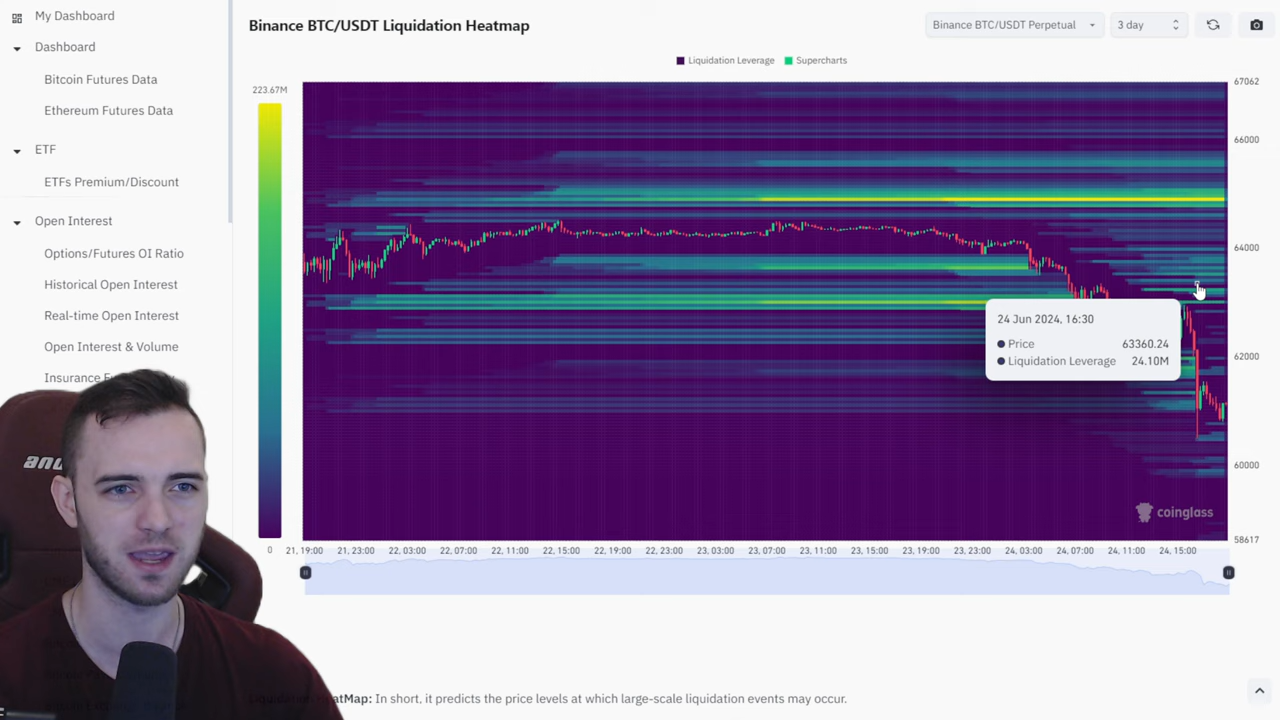 My Dashboard
Dashboard
Bitcoin Futures Data
Ethereum Futures Data
ETF
ETFs Premium/Discount
Open Interest
Options/Futures OI Ratio
Historical Open Interest
Real-time Open Interest
Open Interest & Volume
Binance BTC/USDT Liquidation Heatmap
Binance BTC/USDT Perpetual
3 day
Liquidation Leverage
Supercharts
223.67M
0
67062
66000
64000
62000
60000
58617
24 Jun 2024, 16:30
Price 63360.24
Liquidation Leverage 24.10M
coinglass
21, 19:00 21, 23:00 22, 03:00 22, 07:00 22, 11:00 22, 15:00 22, 19:00 22, 23:00 23, 03:00 23, 07:00 23, 11:00 23, 15:00 23, 19:00 23, 23:00 24, 03:00 24, 07:00 24, 11:00 24, 15:00
In short, it predicts the price levels at which large-scale liquidation events may occur.